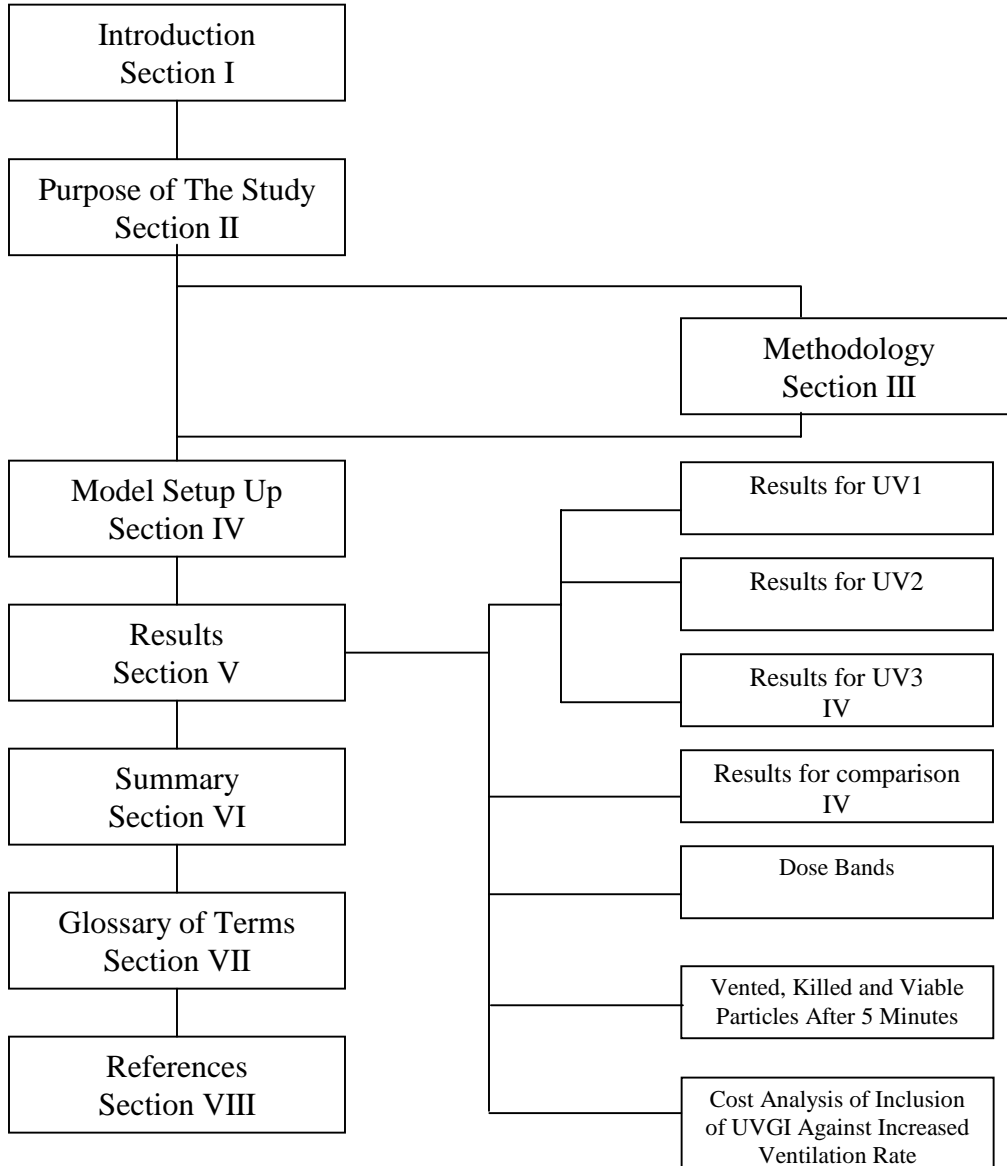 Introduction
Section I
Purpose of The Study
Section II
Methodology
Section III
Model Setup Up
Section IV
Results
Section V
Summary
Section VI
Glossary of Terms
Section VII
References
Section VIII
Results for UV1
Results for UV2
Results for UV3
IV
Results for comparison
IV
Dose Bands
Vented, Killed and Viable
Particles After 5 Minutes
Cost Analysis of Inclusion
of UVGI Against Increased
Ventilation Rate